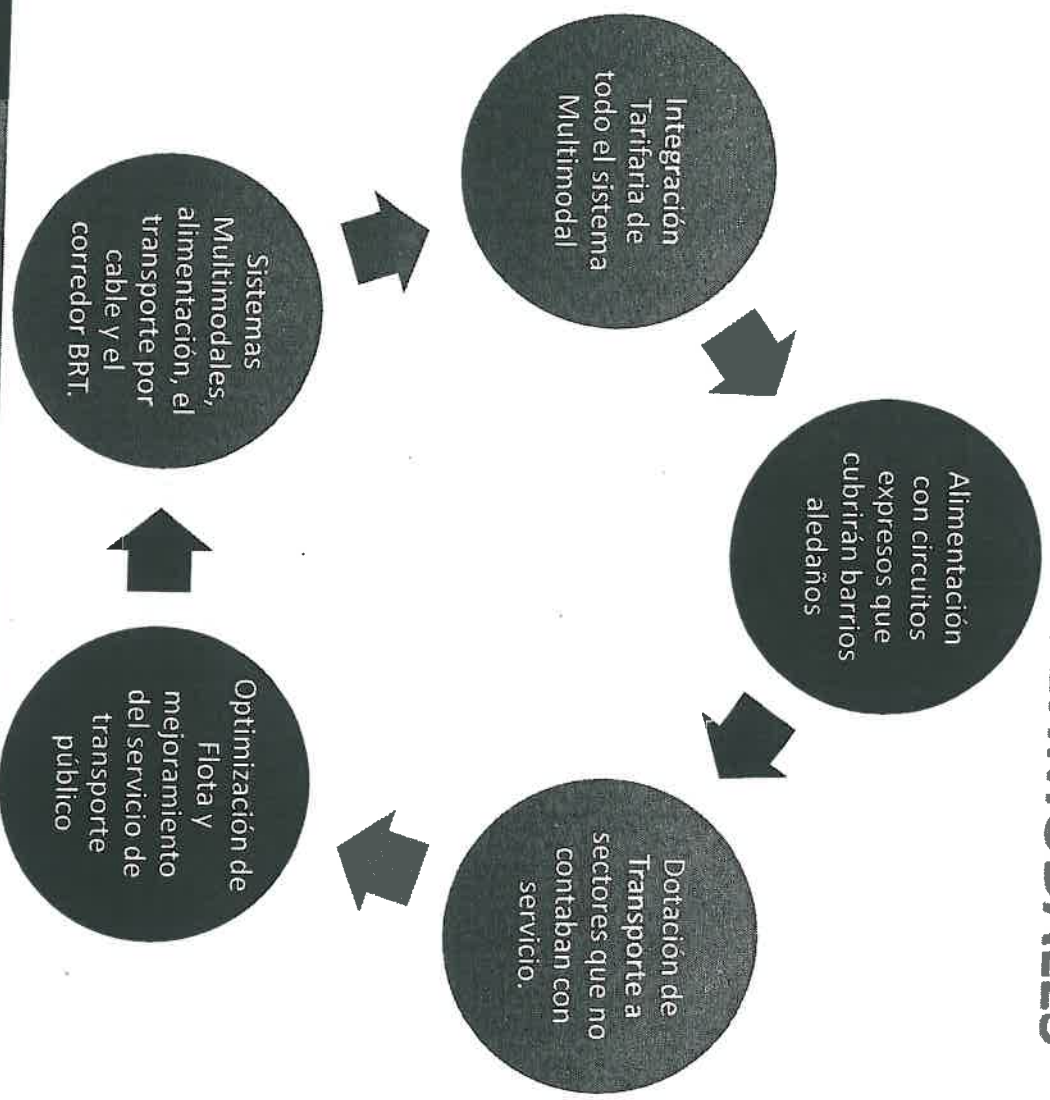 Alimentación
con circuitos
expresos que
cubrirán barrios
aledaños
Dotación de
Transporte a
sectores que no
contaban con
servicio.
Optimización de
Flota y
mejoramiento
del servicio de
transporte
público
Sistemas
Multimodales,
alimentación, el
transporte por
cable y el
corredor BRT.
Integración
Tarifaria de
todo el sistema
Multimodal